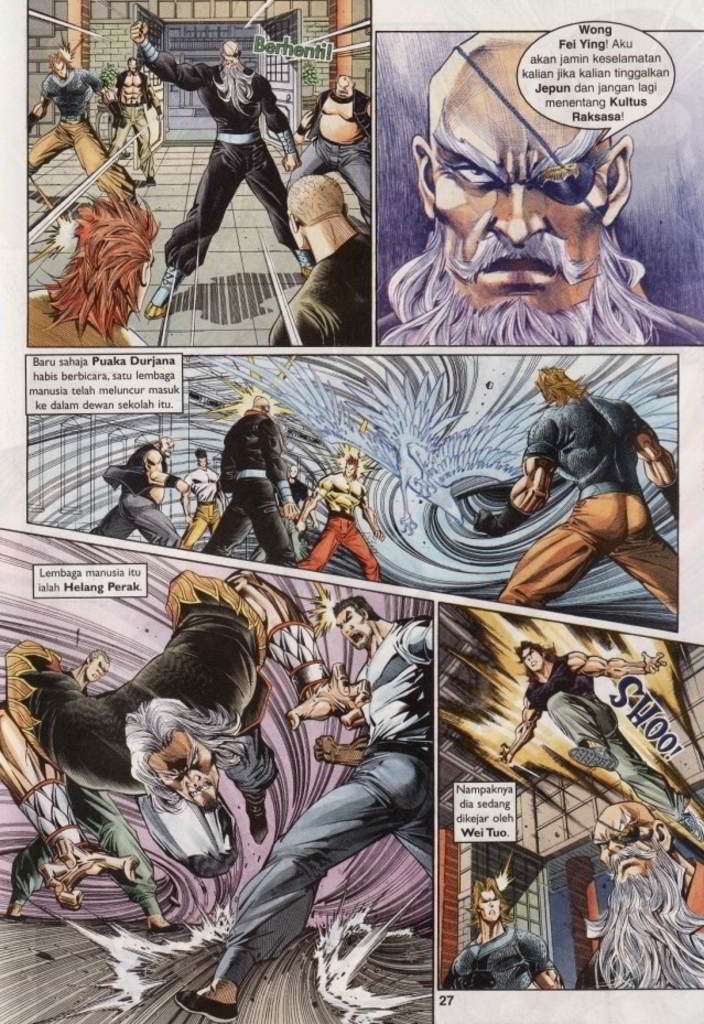 Berhenti!
Wong
Fei Ying! Aku
akan jamin keselamatan
kalian jika kalian tinggalkan
Jepun dan jangan lagi
menentang Kultus
Raksasa!
Baru sahaja Puaka Durjana
habis berbicara, satu lembaga
manusia telah meluncur masuk
ke dalam dewan sekolah itu.
Lembaga manusia itu
ialah Helang Perak.
SHOO!
Nampaknya
dia sedang
dikejar oleh
Wei Tuo.
27